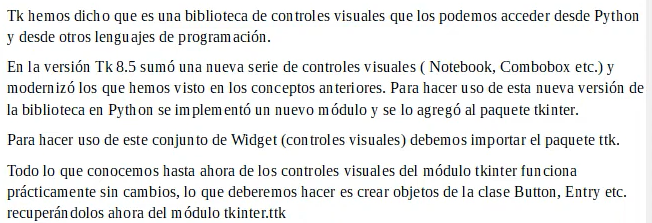 Tk hemos dicho que es una biblioteca de controles visuales que los podemos acceder desde Python
y desde otros lenguajes de programación.
En la versión Tk 8.5 sumó una nueva serie de controles visuales ( Notebook, Combobox etc.) y
modernizó los que hemos visto en los conceptos anteriores. Para hacer uso de esta nueva versión de
la biblioteca en Python se implementó un nuevo módulo y se lo agregó al paquete tkinter.
Para hacer uso de este conjunto de Widget (controles visuales) debemos importar el paquete ttk.
Todo lo que conocemos hasta ahora de los controles visuales del módulo tkinter funciona
prácticamente sin cambios, lo que deberemos hacer es crear objetos de la clase Button, Entry etc.
recuperándolos ahora del módulo tkinter.ttk